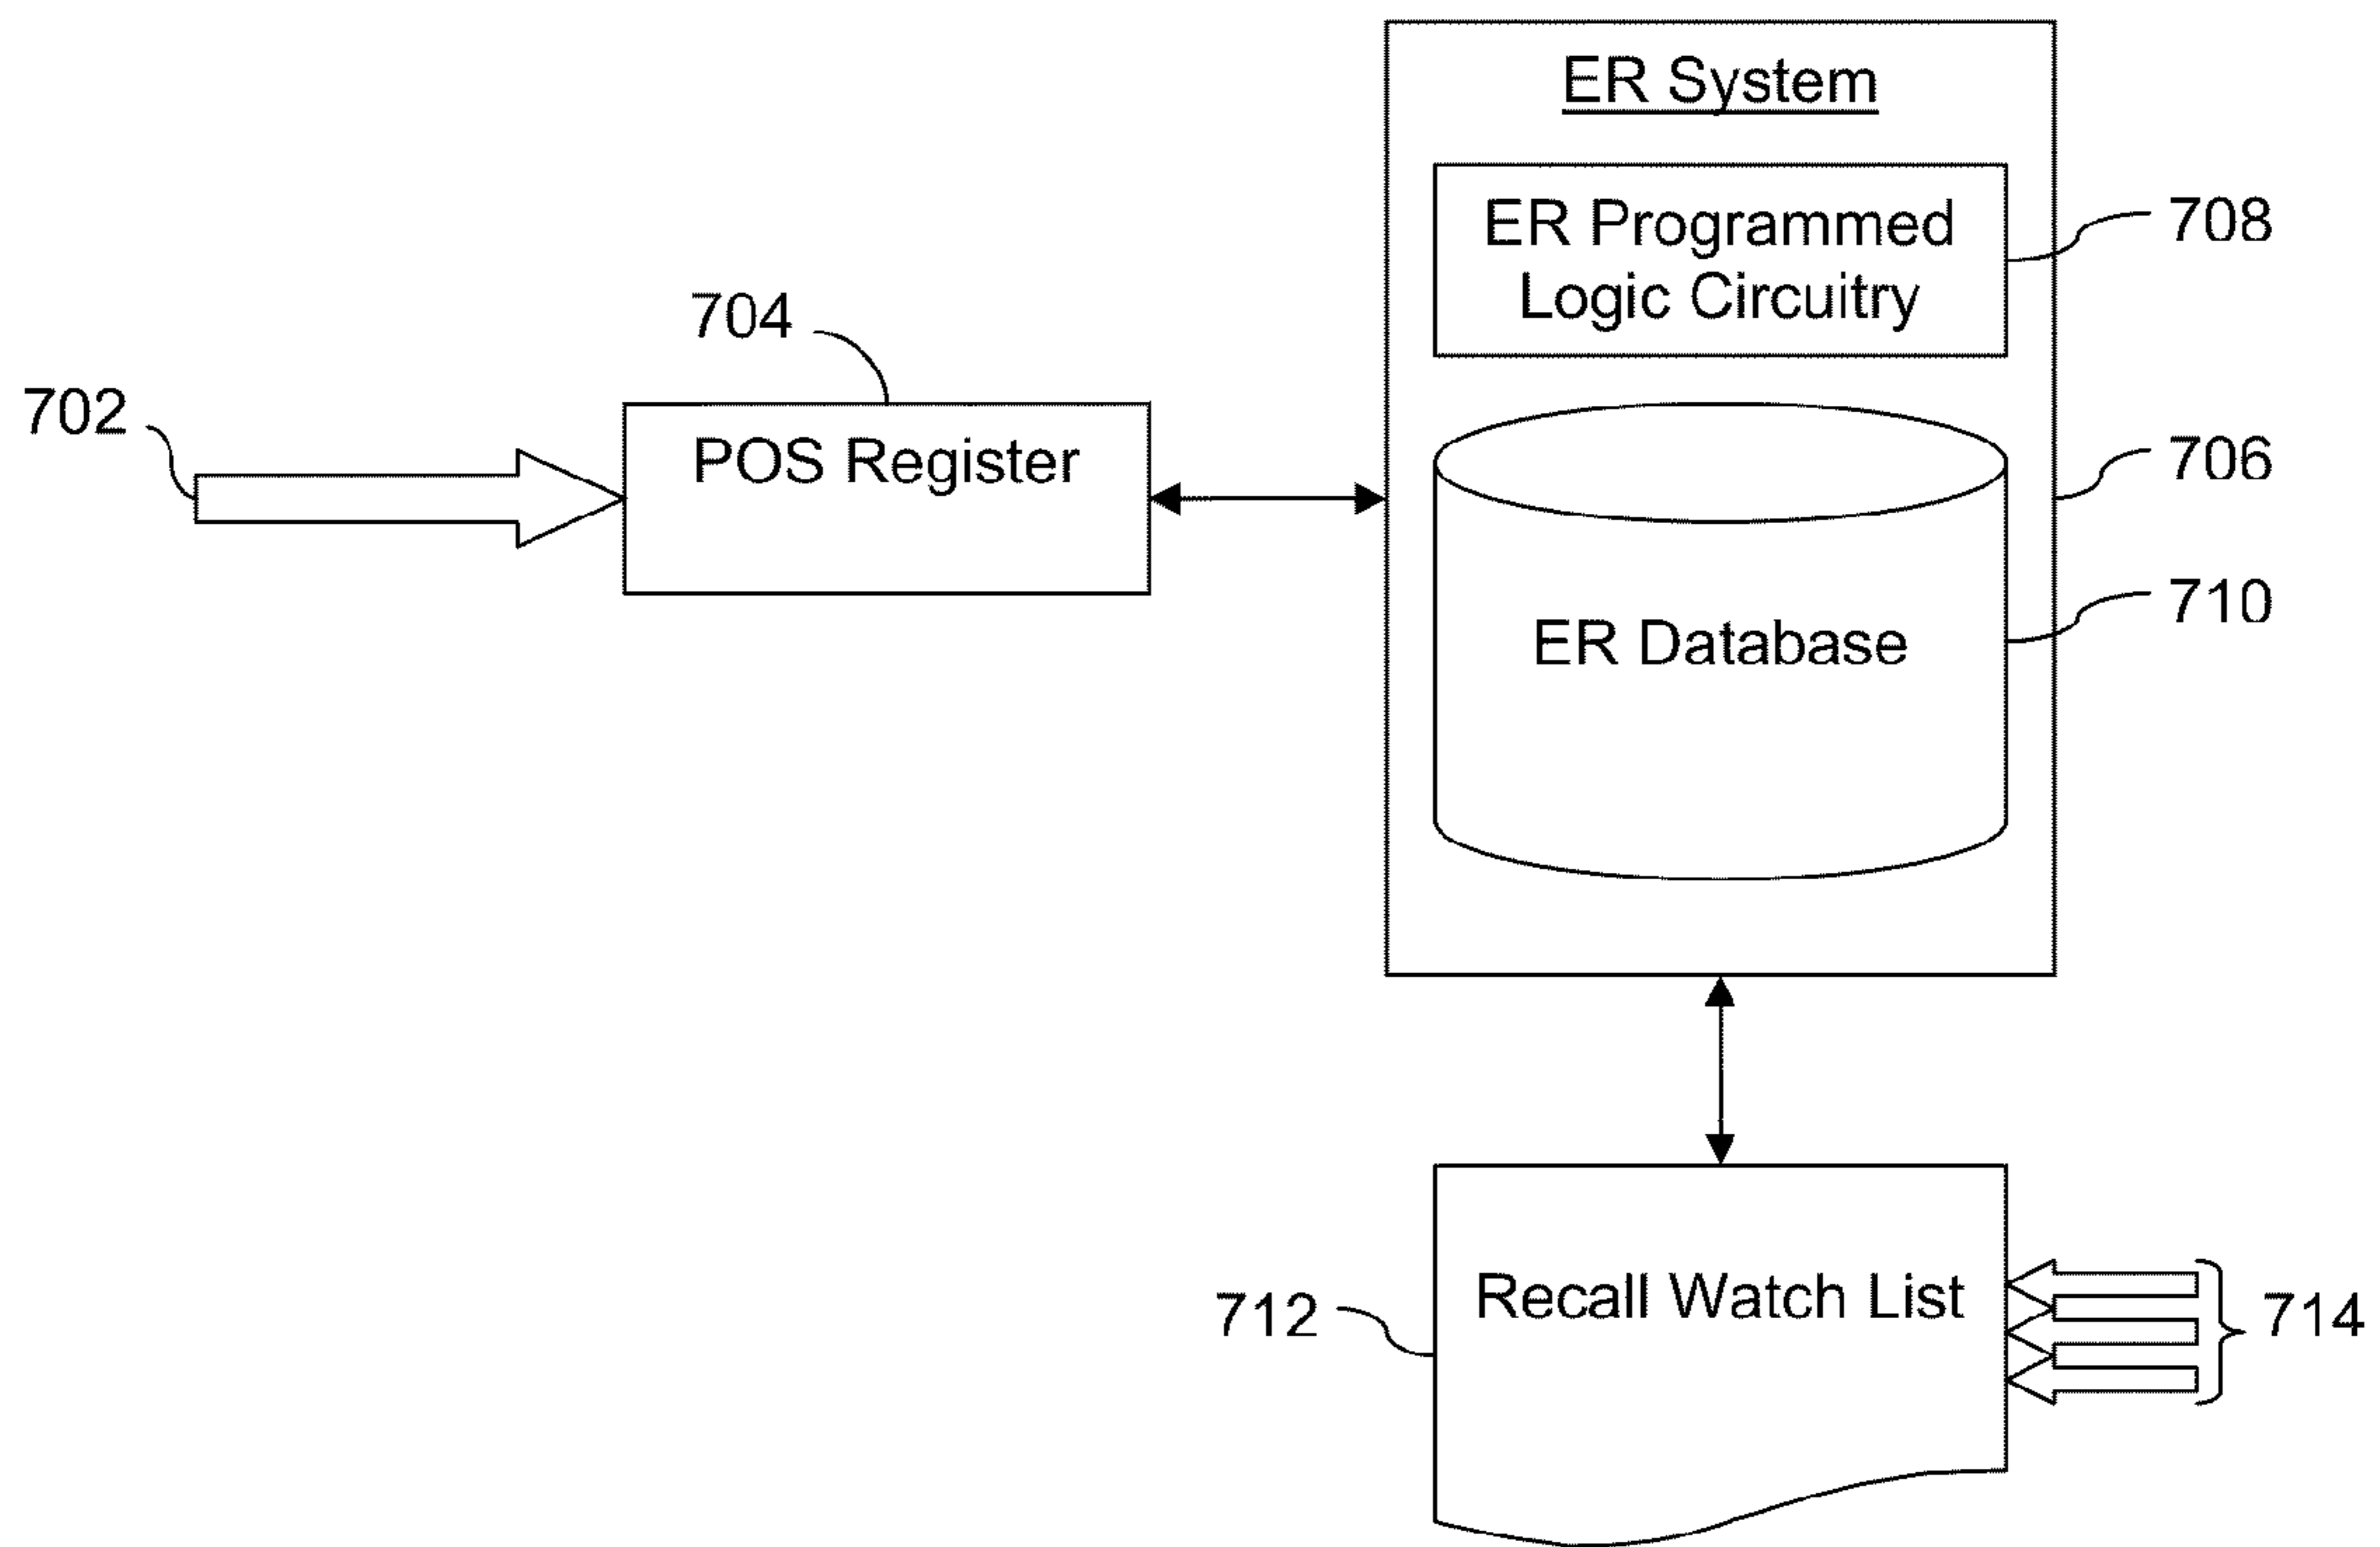 ER System
ER Programmed
Logic Circuitry
708
704
702
POS Register
706
710
ER Database
Recall Watch List
712
714